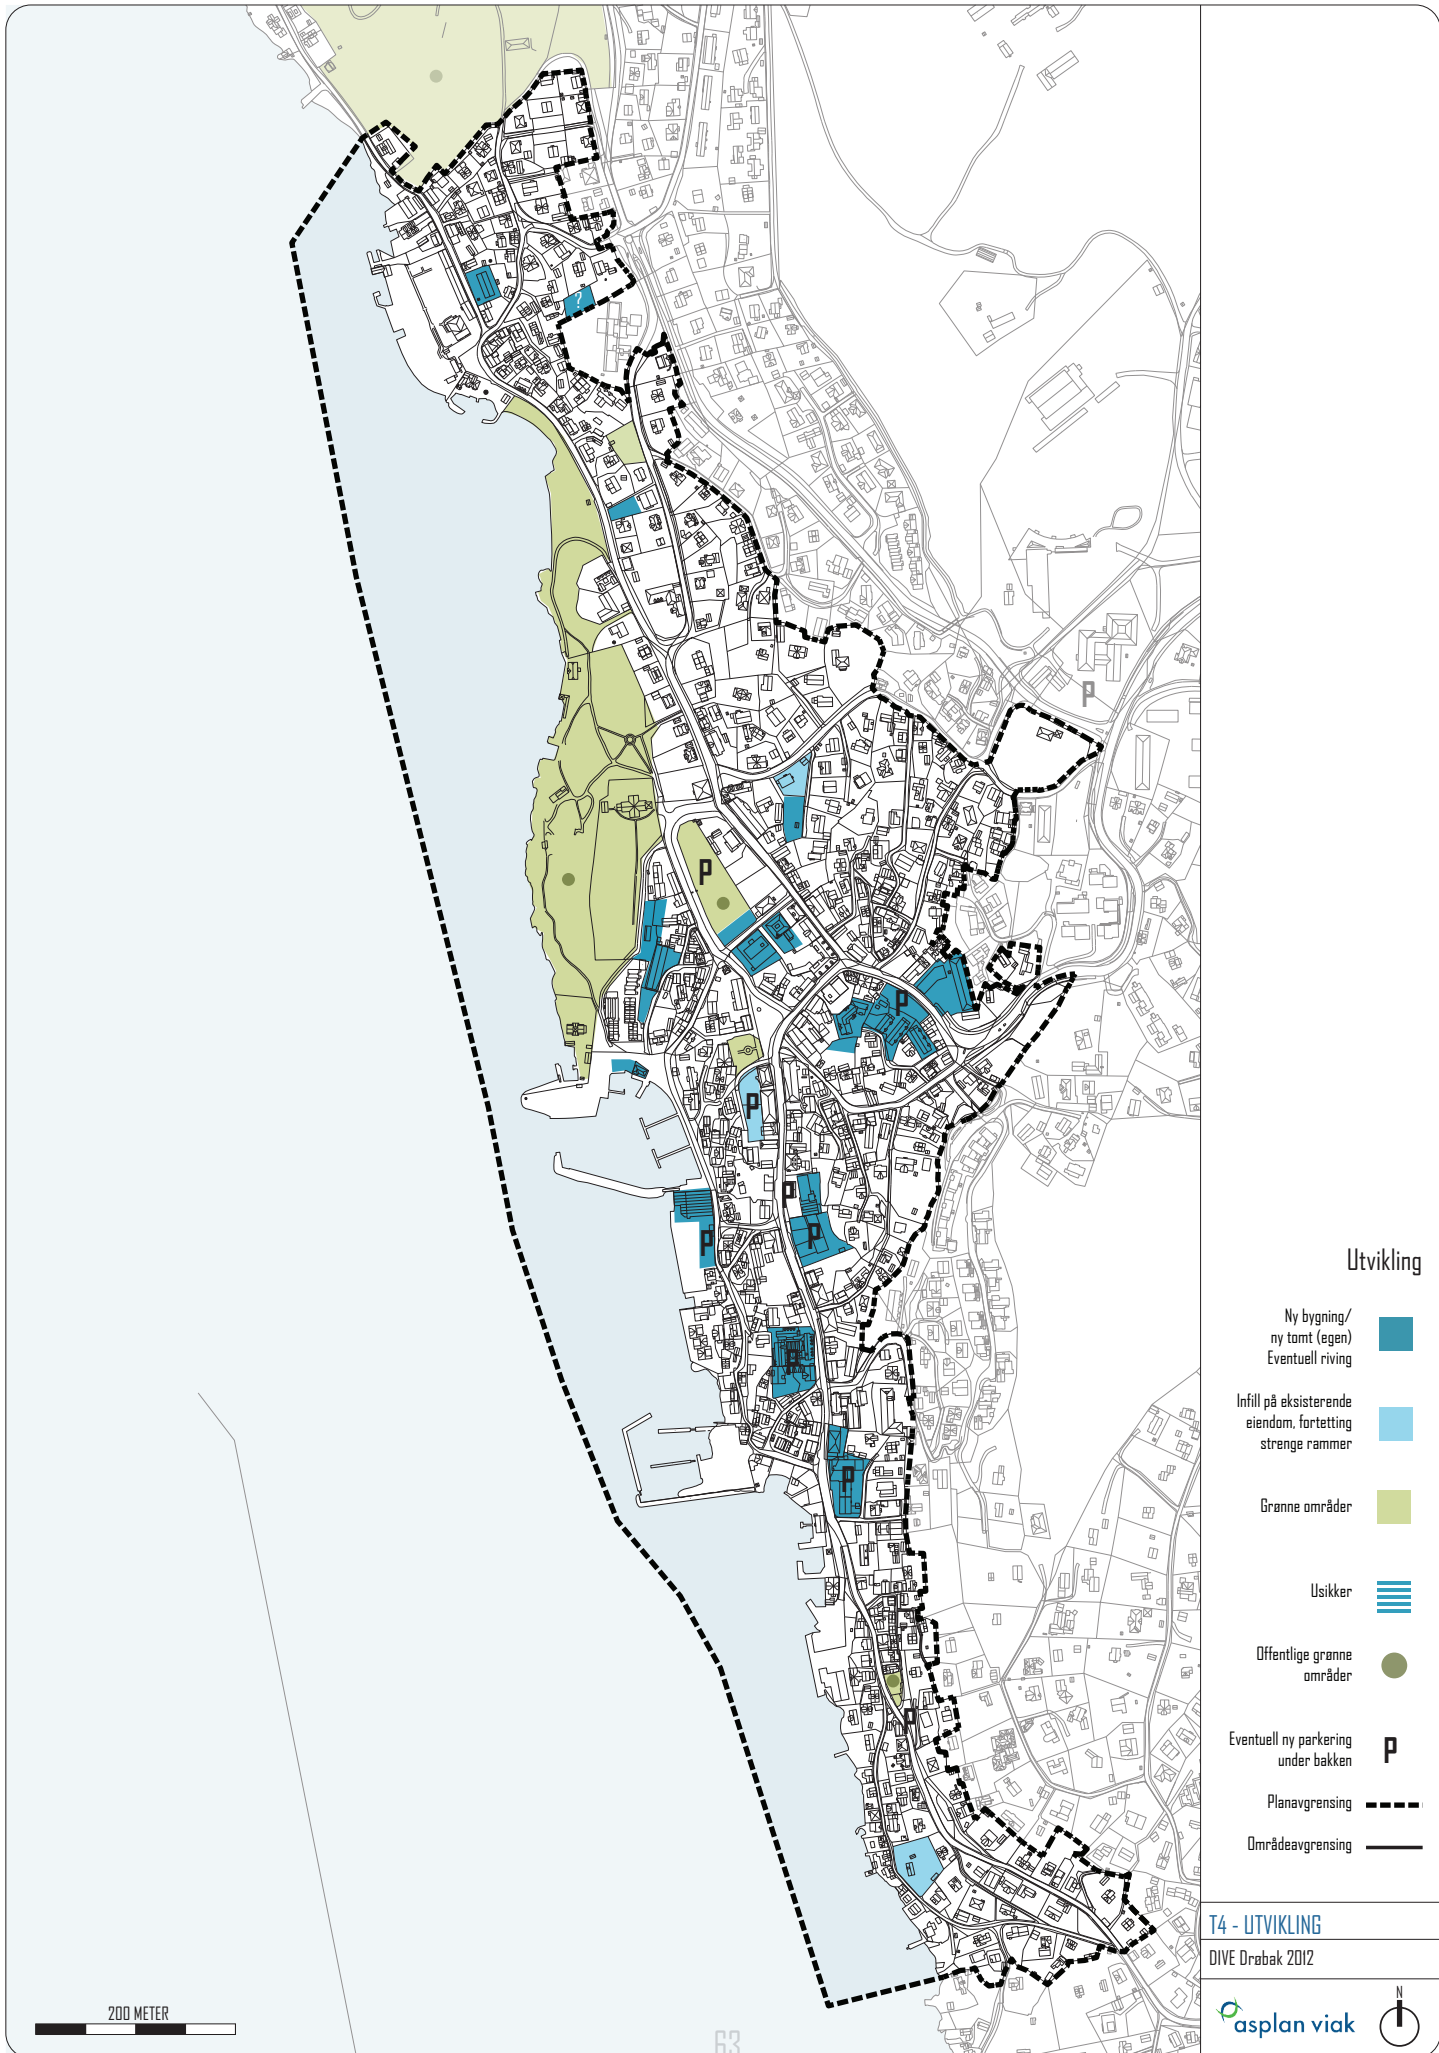 ?
P
P
P
P
P
P
P
P
P
P
P
Utvikling
Ny bygning/
ny tomt (egen)
Eventuell riving
Infill på eksisterende
eiendom, fortetting
strenge rammer
Grønne områder
Usikker
Offentlige grønne
områder
Eventuell ny parkering
under bakken
P
Planavgrensing
Områdeavgrensing
T4 - UTVIKLING
DIVE Drøbak 2012
asplan viak
N
200 METER
63